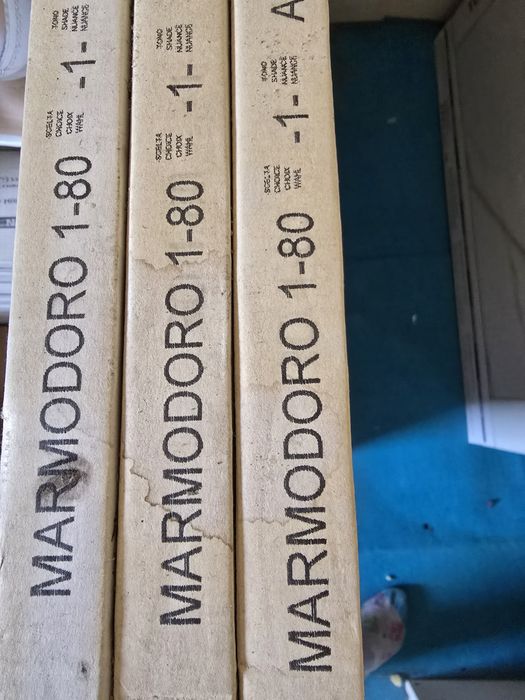 MARMODORO 1-80
SCELTA
CHOICE
CHOIX
WAHL
-1-
TONO
SHADE
NUANCE
NUANCE
MARMODORO 1-80
SCELTA
CHOICE
CHOIX
WAHL
-1-
TONO
SHADE
NUANCE
NUANCE
MARMODORO 1-80
SCELTA
CHOICE
CHOIX
WAHL
-1-
TONO
SHADE
NUANCE
NUANCE
A